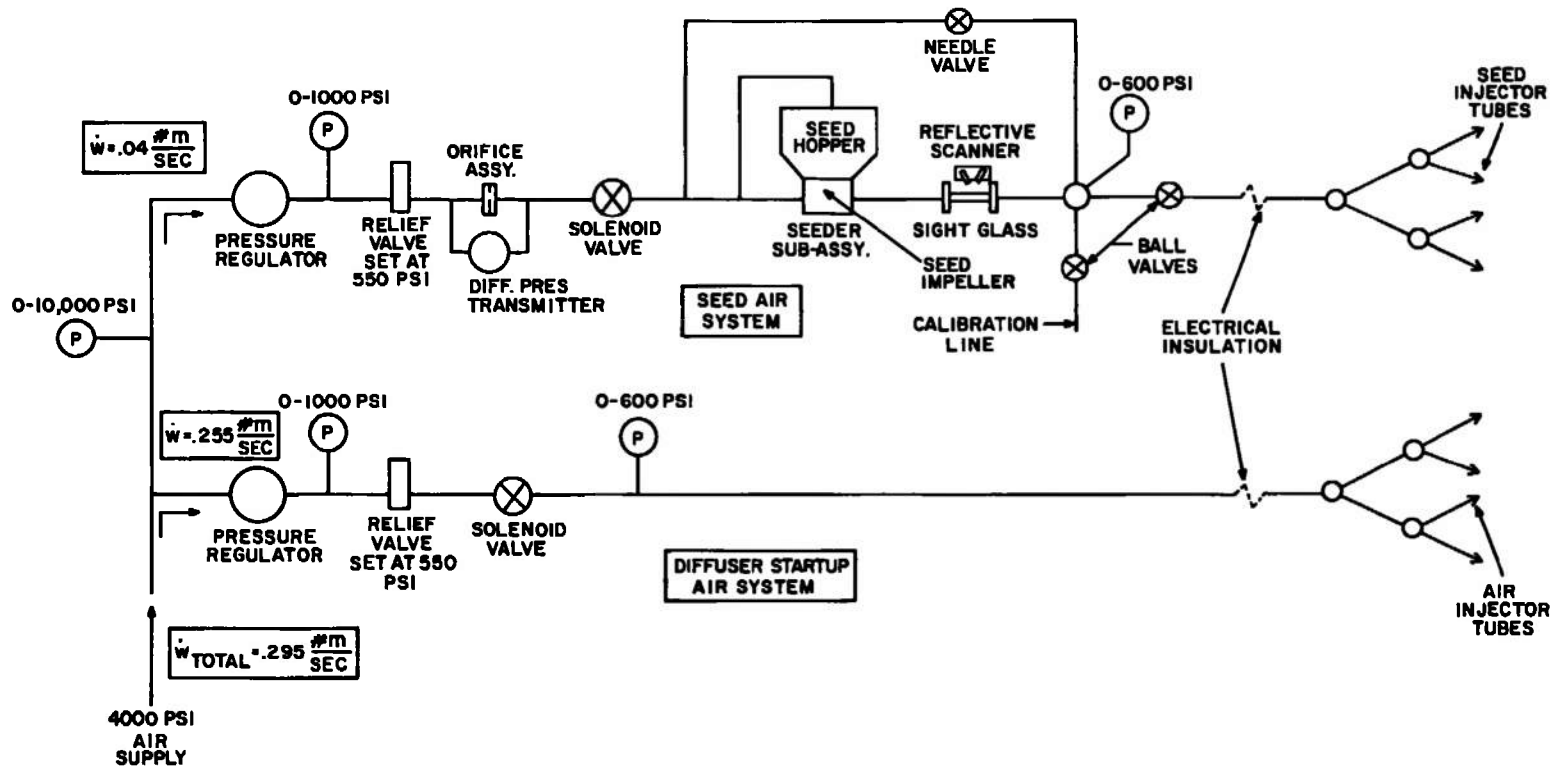 NEEDLE
VALVE
0-1000 PSI
P
0-600 PSI
P
SEED
INJECTOR
TUBES
ẇ=.04 #m
SEC
ORIFICE
ASSY.
SEED
HOPPER
REFLECTIVE
SCANNER
PRESSURE
REGULATOR
RELIEF
VALVE
SET AT
550 PSI
DIFF. PRES
TRANSMITTER
SOLENOID
VALVE
SEEDER
SUB-ASSY.
SIGHT GLASS
SEED
IMPELLER
BALL
VALVES
0-10,000 PSI
P
SEED AIR
SYSTEM
CALIBRATION
LINE
ELECTRICAL
INSULATION
0-1000 PSI
P
0-600 PSI
P
ẇ=.255 #m
SEC
PRESSURE
REGULATOR
RELIEF
VALVE
SET AT 550
PSI
SOLENOID
VALVE
DIFFUSER STARTUP
AIR SYSTEM
AIR
INJECTOR
TUBES
ẇTOTAL=.295 #m
SEC
4000 PSI
AIR
SUPPLY